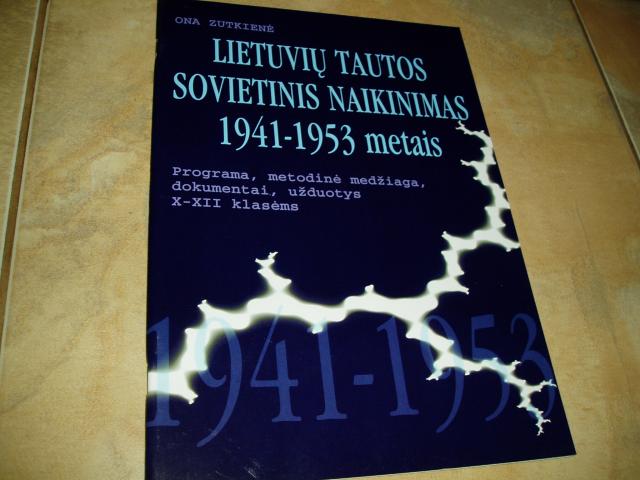 ONA ZUTKIENĖ
LIETUVIŲ TAUTOS
SOVIETINIS NAIKINIMAS
1941-1953 metais
Programa, metodinė medžiaga,
dokumentai, užduotys
X-XII klasėms
1941-1953